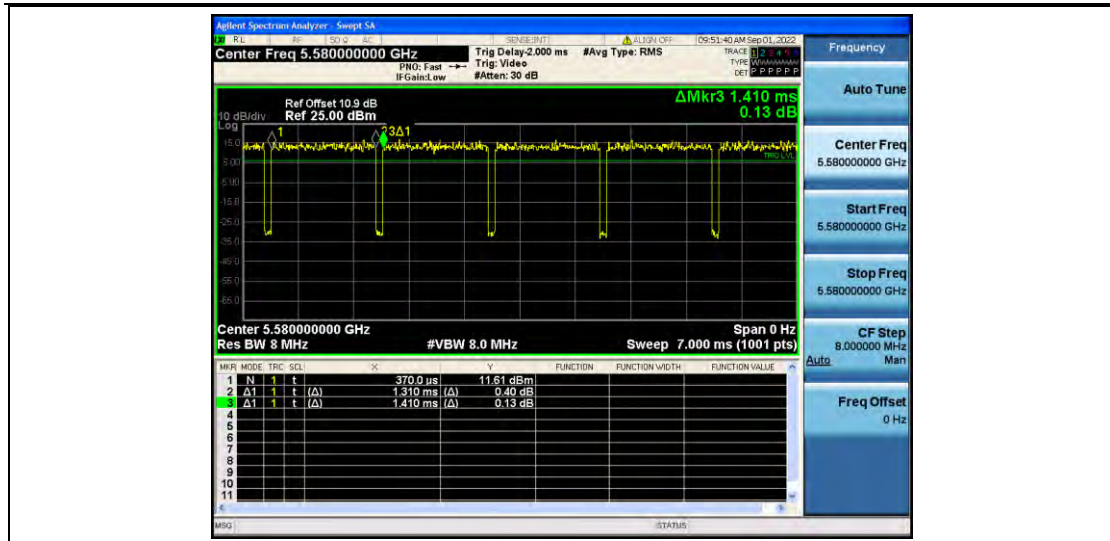 Agilent Spectrum Analyzer - Swept SA
RL RF 50 Ω AC SENSE:INT ALIGN OFF 09:51:40 AM Sep 01, 2022
Center Freq 5.580000000 GHz
PNO: Fast
IFGain:Low
Trig Delay-2.000 ms
Trig: Video
#Atten: 30 dB
#Avg Type: RMS
TRACE 1 2 3 4 5 6
TYPE
DET P P P P P P
Frequency
ΔMkr3 1.410 ms
0.13 dB
Ref Offset 10.9 dB
10 dB/div Ref 25.00 dBm
Log
1 2 3Δ1
15.0
TRIG LVL
5.00
-5.00
-15.0
-25.0
-35.0
-45.0
-55.0
-65.0
Center 5.580000000 GHz Span 0 Hz
Res BW 8 MHz #VBW 8.0 MHz Sweep 7.000 ms (1001 pts)
MKR MODE TRC SCL X Y FUNCTION FUNCTION WIDTH FUNCTION VALUE
1 N 1 t 370.0 µs 11.61 dBm
2 Δ1 1 t (Δ) 1.310 ms (Δ) 0.40 dB
3 Δ1 1 t (Δ) 1.410 ms (Δ) 0.13 dB
4
5
6
7
8
9
10
11
MSG STATUS
Auto Tune
Center Freq
5.580000000 GHz
Start Freq
5.580000000 GHz
Stop Freq
5.580000000 GHz
CF Step
8.000000 MHz
Auto Man
Freq Offset
0 Hz